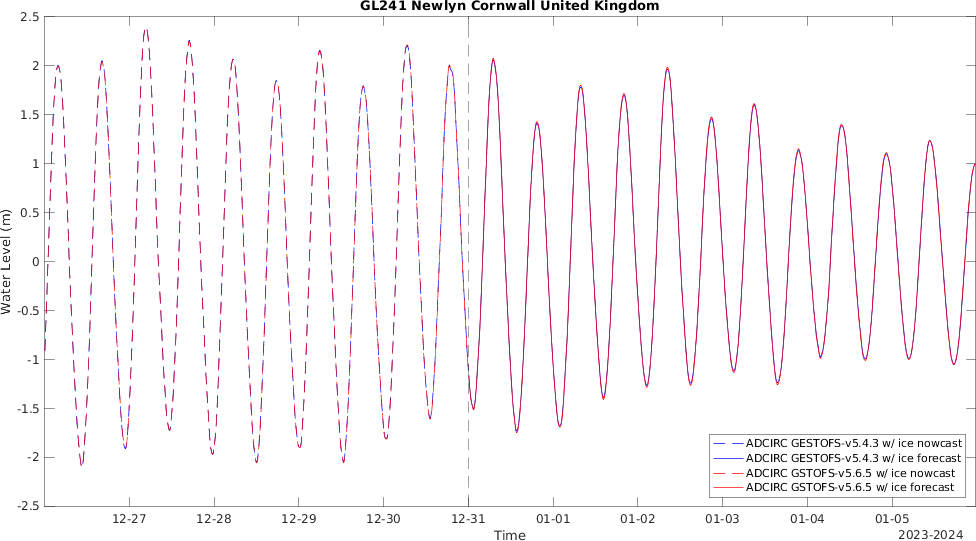 GL241 Newlyn Cornwall United Kingdom
Water Level (m)
2.5
2
1.5
1
0.5
0
-0.5
-1
-1.5
-2
-2.5
ADCIRC GESTOFS-v5.4.3 w/ ice nowcast
ADCIRC GESTOFS-v5.4.3 w/ ice forecast
ADCIRC GSTOFS-v5.6.5 w/ ice nowcast
ADCIRC GSTOFS-v5.6.5 w/ ice forecast
12-27 12-28 12-29 12-30 12-31 01-01 01-02 01-03 01-04 01-05
Time
2023-2024